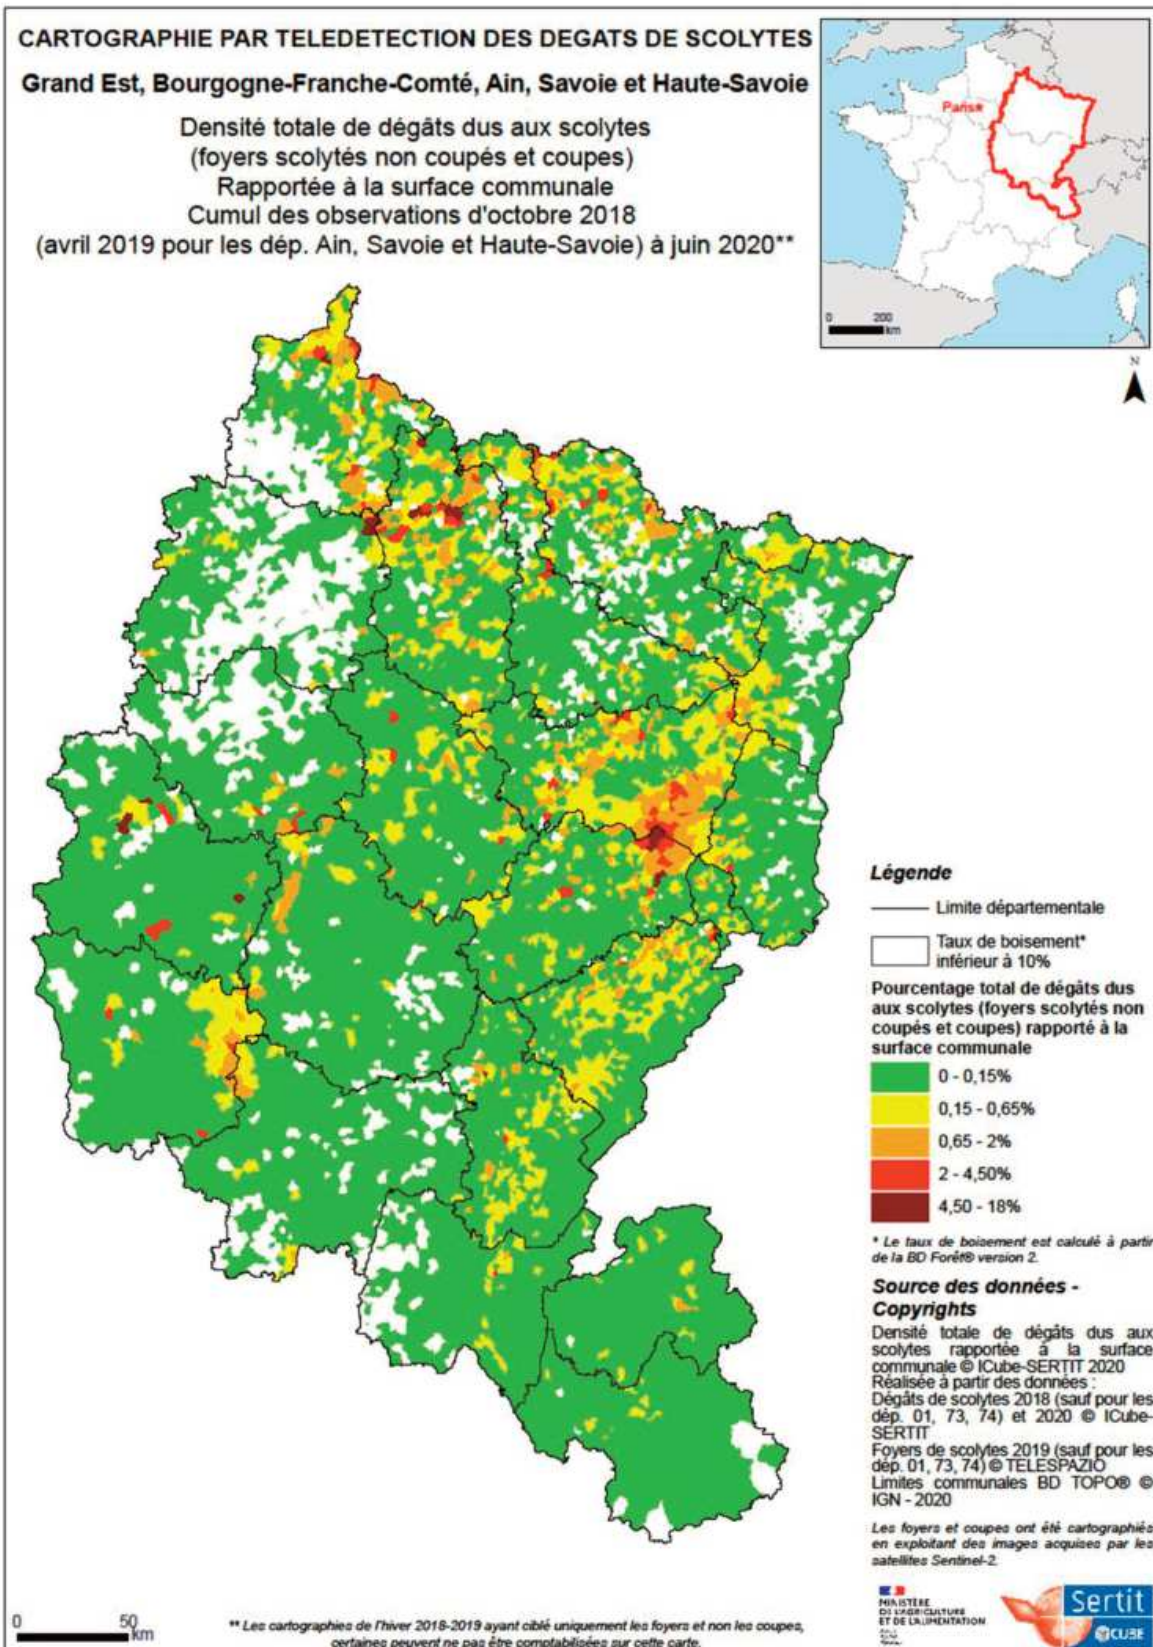 CARTOGRAPHIE PAR TELEDETECTION DES DEGATS DE SCOLYTES
Grand Est, Bourgogne-Franche-Comté, Ain, Savoie et Haute-Savoie
Densité totale de dégâts dus aux scolytes
(foyers scolytés non coupés et coupes)
Rapportée à la surface communale
Cumul des observations d'octobre 2018
(avril 2019 pour les dép. Ain, Savoie et Haute-Savoie) à juin 2020**
Paris
0 200
km
N
Légende
Limite départementale
Taux de boisement*
inférieur à 10%
Pourcentage total de dégâts dus
aux scolytes (foyers scolytés non
coupés et coupes) rapporté à la
surface communale
0 - 0,15%
0,15 - 0,65%
0,65 - 2%
2 - 4,50%
4,50 - 18%
* Le taux de boisement est calculé à partir
de la BD Forêt® version 2.
Source des données -
Copyrights
Densité totale de dégâts dus aux
scolytes rapportée à la surface
communale © ICube-SERTIT 2020
Réalisée à partir des données :
Dégâts de scolytes 2018 (sauf pour les
dép. 01, 73, 74) et 2020 © ICube-
SERTIT
Foyers de scolytes 2019 (sauf pour les
dép. 01, 73, 74) © TELESPAZIO
Limites communales BD TOPO® ©
IGN - 2020
Les foyers et coupes ont été cartographiés
en exploitant des images acquises par les
satellites Sentinel-2.
MINISTÈRE
DE L'AGRICULTURE
ET DE L'ALIMENTATION
Sertit
ICUBE
0 50
km
** Les cartographies de l'hiver 2018-2019 ayant ciblé uniquement les foyers et non les coupes,
certaines peuvent ne pas être comptabilisées sur cette carte.